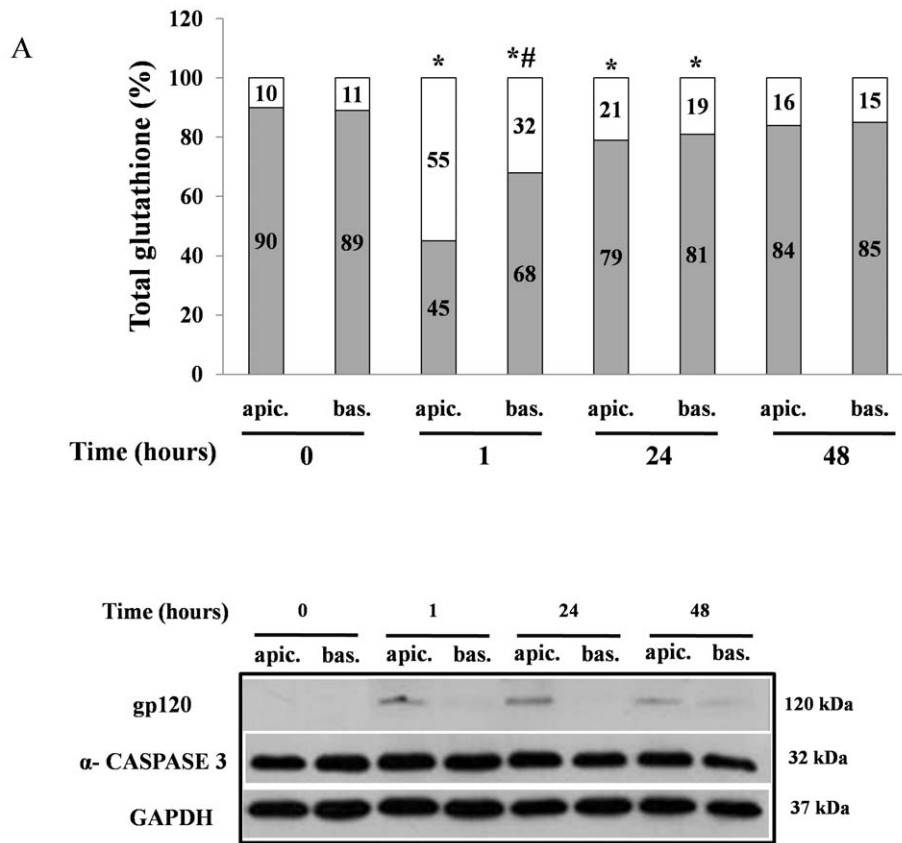 A
Total glutathione (%)
120
100
80
60
40
20
0
* *# * *
10 11 55 32 21 19 16 15
90 89 45 68 79 81 84 85
apic. bas. apic. bas. apic. bas. apic. bas.
Time (hours) 0 1 24 48
Time (hours) 0 1 24 48
apic. bas. apic. bas. apic. bas. apic. bas.
gp120 120 kDa
α- CASPASE 3 32 kDa
GAPDH 37 kDa